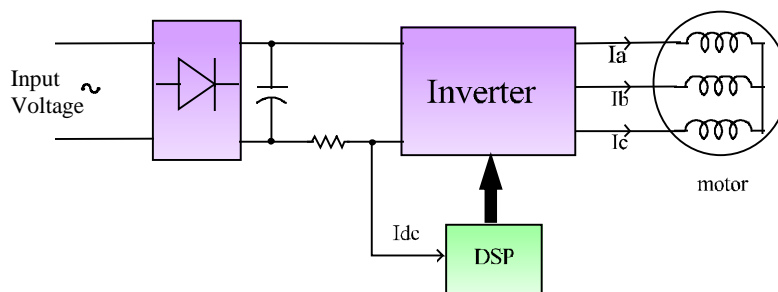 Input
Voltage ~
Inverter
Ia
Ib
Ic
motor
Idc
DSP